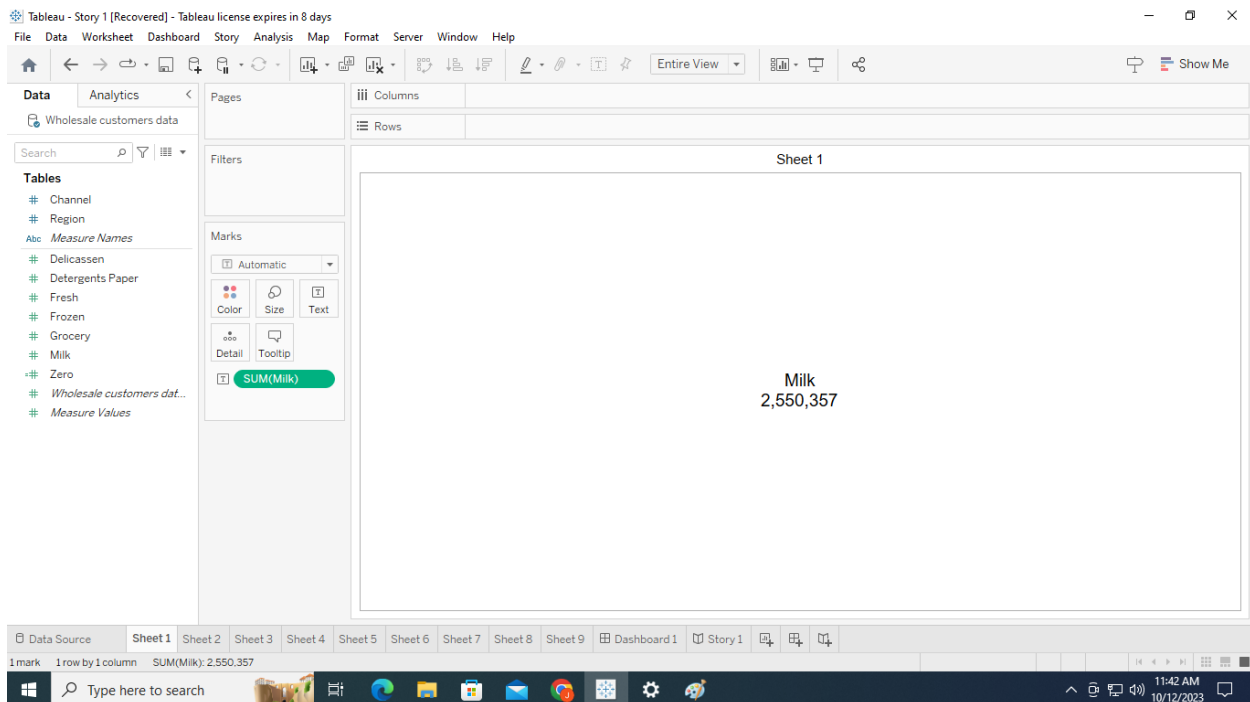 Tableau - Story 1 [Recovered] - Tableau license expires in 8 days
File Data Worksheet Dashboard Story Analysis Map Format Server Window Help
Entire View
Show Me
Data Analytics
Wholesale customers data
Search
Tables
# Channel
# Region
Abc Measure Names
# Delicassen
# Detergents Paper
# Fresh
# Frozen
# Grocery
# Milk
=# Zero
# Wholesale customers dat...
# Measure Values
Pages
Filters
Marks
Automatic
Color Size Text
Detail Tooltip
SUM(Milk)
Columns
Rows
Sheet 1
Milk
2,550,357
Data Source Sheet 1 Sheet 2 Sheet 3 Sheet 4 Sheet 5 Sheet 6 Sheet 7 Sheet 8 Sheet 9 Dashboard 1 Story 1
1 mark 1 row by 1 column SUM(Milk): 2,550,357
Type here to search
11:42 AM
10/12/2023